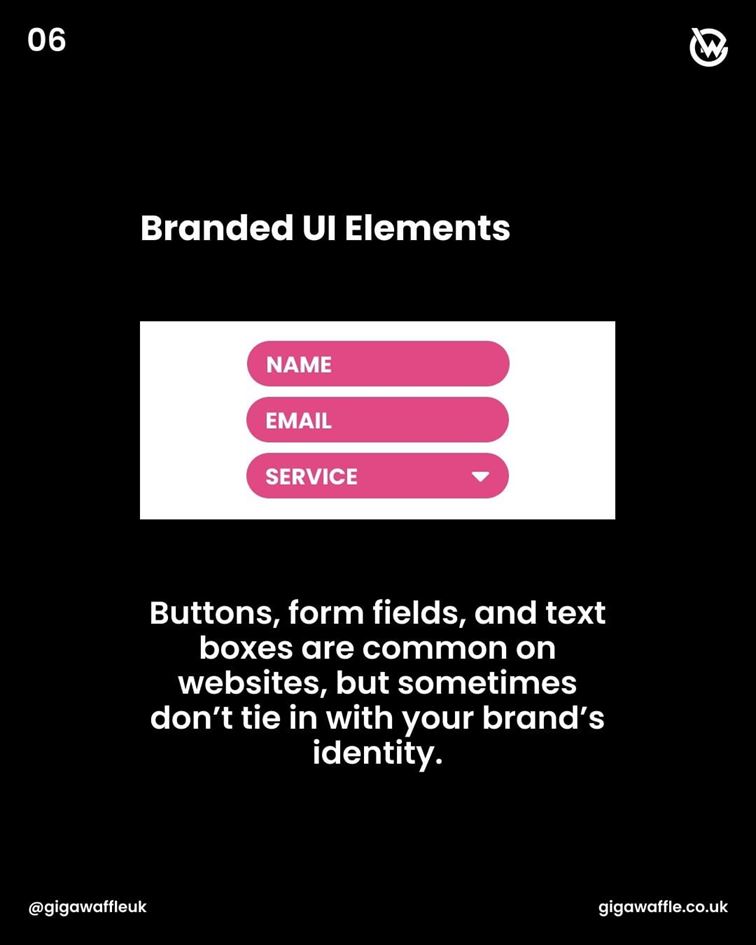 06
Branded UI Elements
NAME
EMAIL
SERVICE
Buttons, form fields, and text
boxes are common on
websites, but sometimes
don’t tie in with your brand’s
identity.
@gigawaffleuk
gigawaffle.co.uk